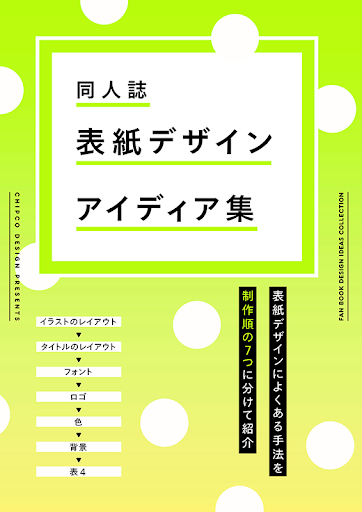 同人誌
表紙デザイン
アイディア集
CHIPCO DESIGN PRESENTS
FAN BOOK DESIGN IDEAS COLLECTION
表紙デザインによくある手法を
制作順の7つに分けて紹介
イラストのレイアウト
▼
タイトルのレイアウト
▼
フォント
▼
ロゴ
▼
色
▼
背景
▼
表4